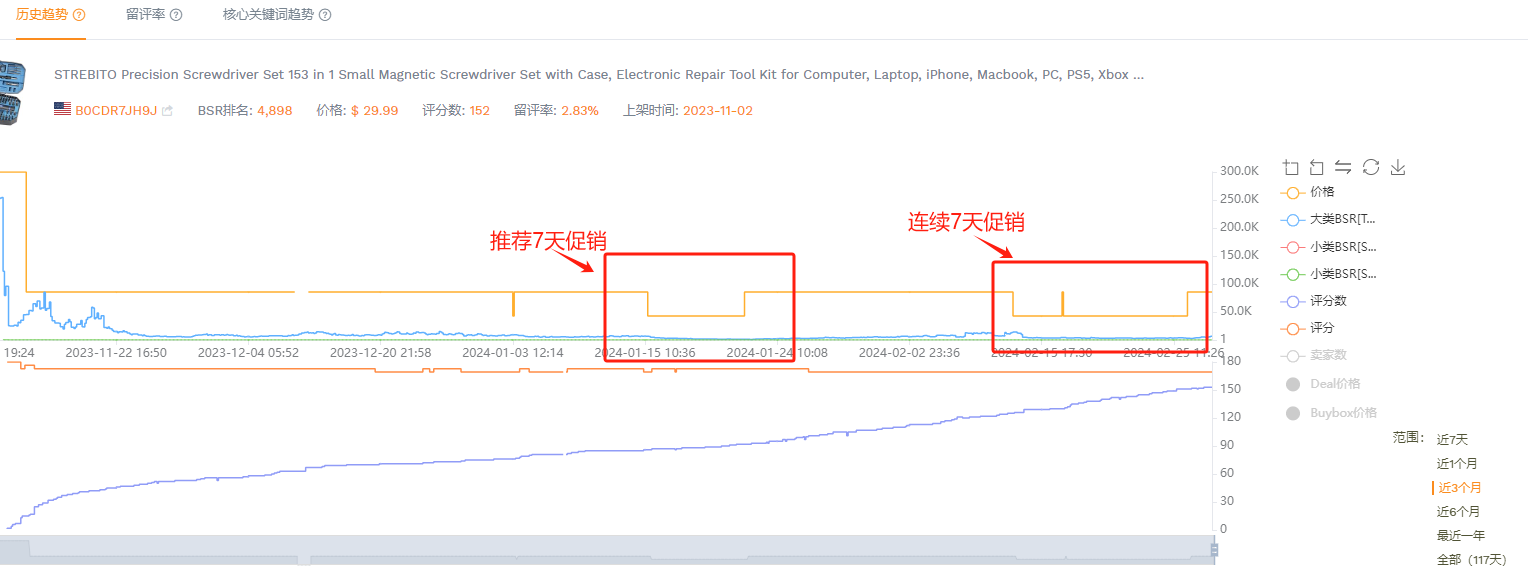 历史趋势 ? 留评率 ? 核心关键词趋势 ?
STREBITO Precision Screwdriver Set 153 in 1 Small Magnetic Screwdriver Set with Case, Electronic Repair Tool Kit for Computer, Laptop, iPhone, Macbook, PC, PS5, Xbox ...
B0CDR7JH9J BSR排名: 4,898 价格: $ 29.99 评分数: 152 留评率: 2.83% 上架时间: 2023-11-02
推荐7天促销
连续7天促销
300.0K
250.0K
200.0K
150.0K
100.0K
50.0K
1
19:24 2023-11-22 16:50 2023-12-04 05:52 2023-12-20 21:58 2024-01-03 12:14 2024-01-15 10:36 2024-01-24 10:08 2024-02-02 23:36 2024-02-15 17:30 2024-02-25 11:26
180
150
120
90
60
30
0
价格
大类BSR[T...
小类BSR[S...
小类BSR[S...
评分数
评分
卖家数
Deal价格
Buybox价格
范围: 近7天
近1个月
近3个月
近6个月
最近一年
全部（117天）